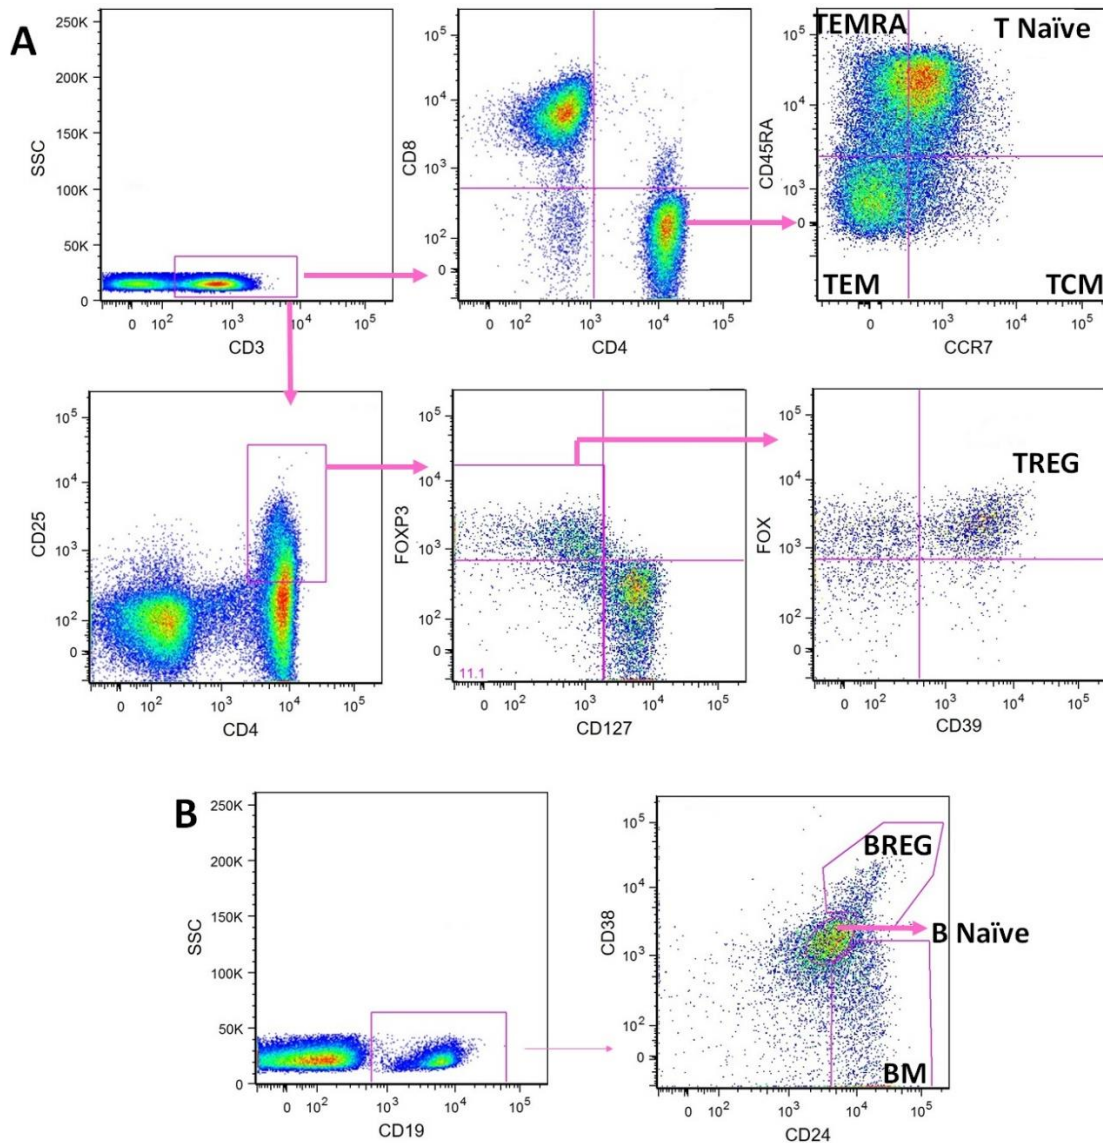 A
250K
200K
150K
100K
50K
0
SSC
0 10² 10³ 10⁴ 10⁵
CD3
10⁵
10⁴
10³
10²
0
CD8
0 10³ 10⁴ 10⁵
CD4
TEMRA
T Naïve
10⁵
10⁴
10³
0
CD45RA
TEM
TCM
0 10³ 10⁴ 10⁵
CCR7
10⁵
10⁴
10³
10²
0
CD25
0 10² 10³ 10⁴ 10⁵
CD4
10⁵
10⁴
10³
10²
0
FOXP3
11.1
0 10³ 10⁴ 10⁵
CD127
TREG
10⁵
10⁴
10³
10²
0
FOX
0 10² 10³ 10⁴ 10⁵
CD39
B
250K
200K
150K
100K
50K
0
SSC
0 10² 10³ 10⁴ 10⁵
CD19
BREG
B Naïve
BM
10⁵
10⁴
10³
10²
0
CD38
0 10² 10³ 10⁴ 10⁵
CD24